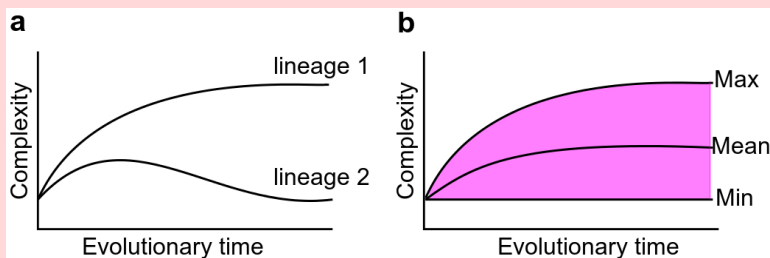 a
lineage 1
lineage 2
Complexity
Evolutionary time
b
Max
Mean
Min
Complexity
Evolutionary time